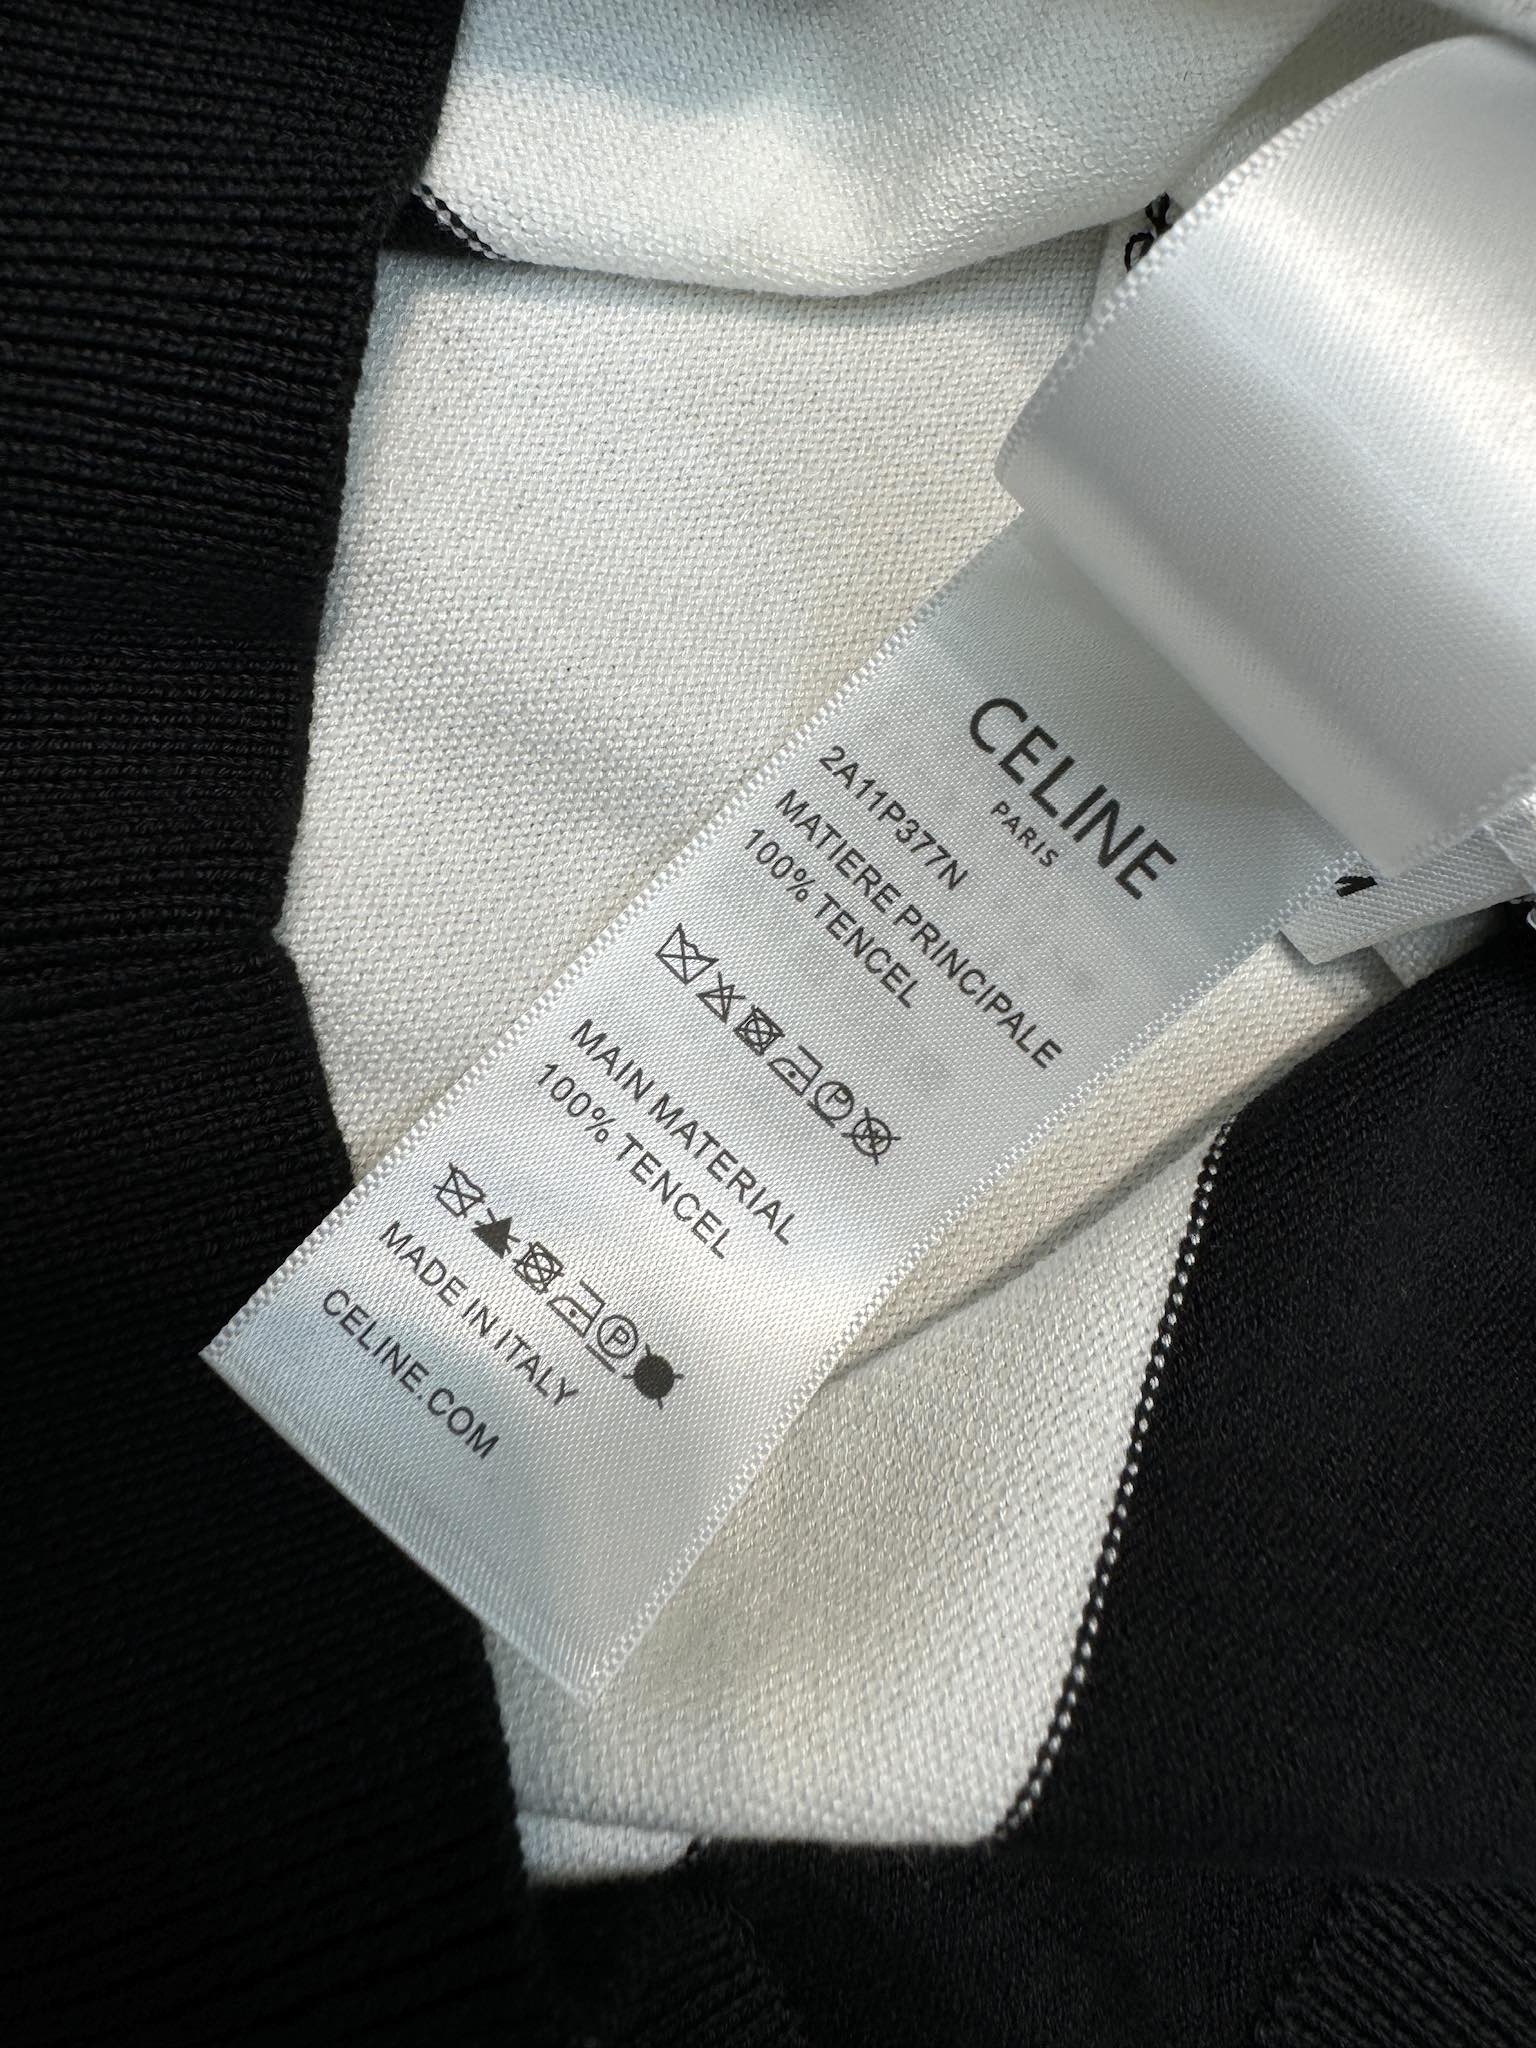 CELINE
PARIS
2A11P377N
MATIERE PRINCIPALE
100% TENCEL
P
W
MAIN MATERIAL
100% TENCEL
P
MADE IN ITALY
CELINE.COM